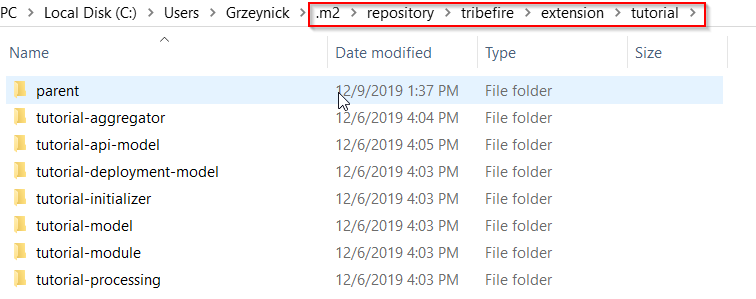 PC > Local Disk (C:) > Users > Grzeynick > .m2 > repository > tribefire > extension > tutorial >
Name Date modified Type Size
parent 12/9/2019 1:37 PM File folder
tutorial-aggregator 12/6/2019 4:04 PM File folder
tutorial-api-model 12/6/2019 4:05 PM File folder
tutorial-deployment-model 12/6/2019 4:03 PM File folder
tutorial-initializer 12/6/2019 4:03 PM File folder
tutorial-model 12/6/2019 4:03 PM File folder
tutorial-module 12/6/2019 4:03 PM File folder
tutorial-processing 12/6/2019 4:03 PM File folder